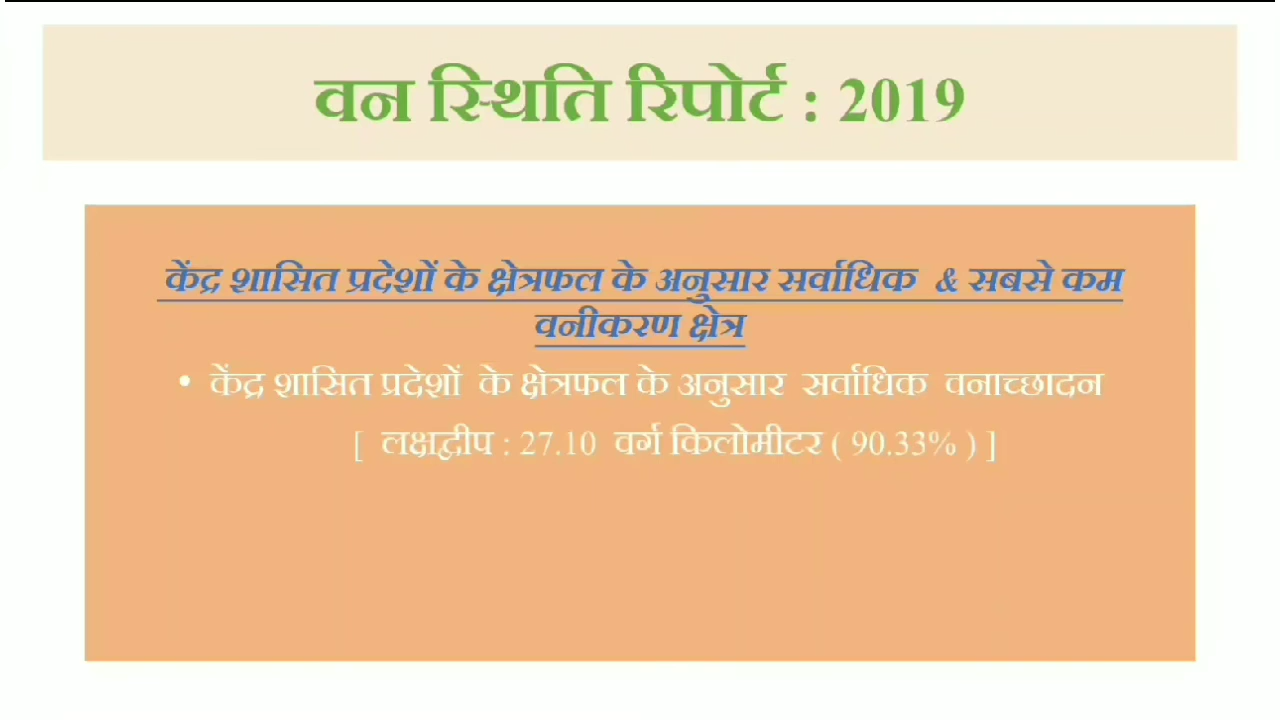 वन स्थिति रिपोर्ट : 2019
केंद्र शासित प्रदेशों के क्षेत्रफल के अनुसार सर्वाधिक & सबसे कम
वनीकरण क्षेत्र
• केंद्र शासित प्रदेशों के क्षेत्रफल के अनुसार सर्वाधिक वनाच्छादन
[ लक्षद्वीप : 27.10 वर्ग किलोमीटर ( 90.33% ) ]